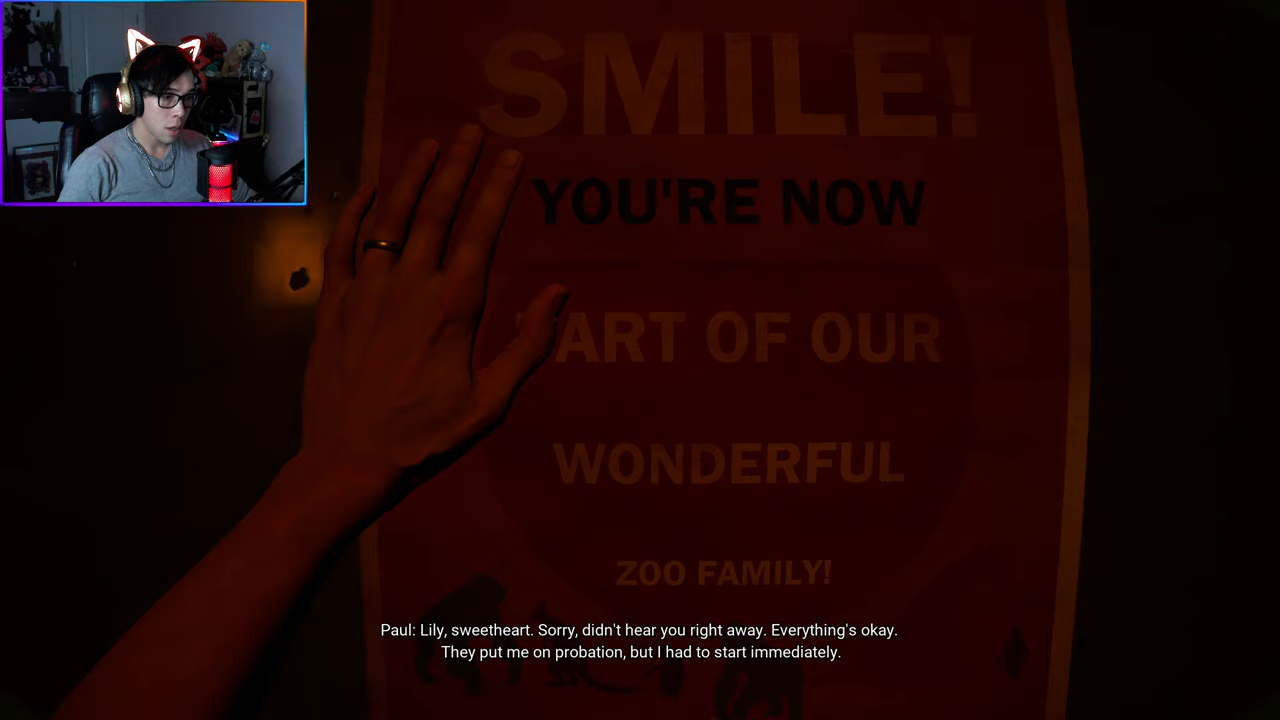 SMILE!
YOU'RE NOW
PART OF OUR
WONDERFUL
ZOO FAMILY!
Paul: Lily, sweetheart. Sorry, didn't hear you right away. Everything's okay.
They put me on probation, but I had to start immediately.